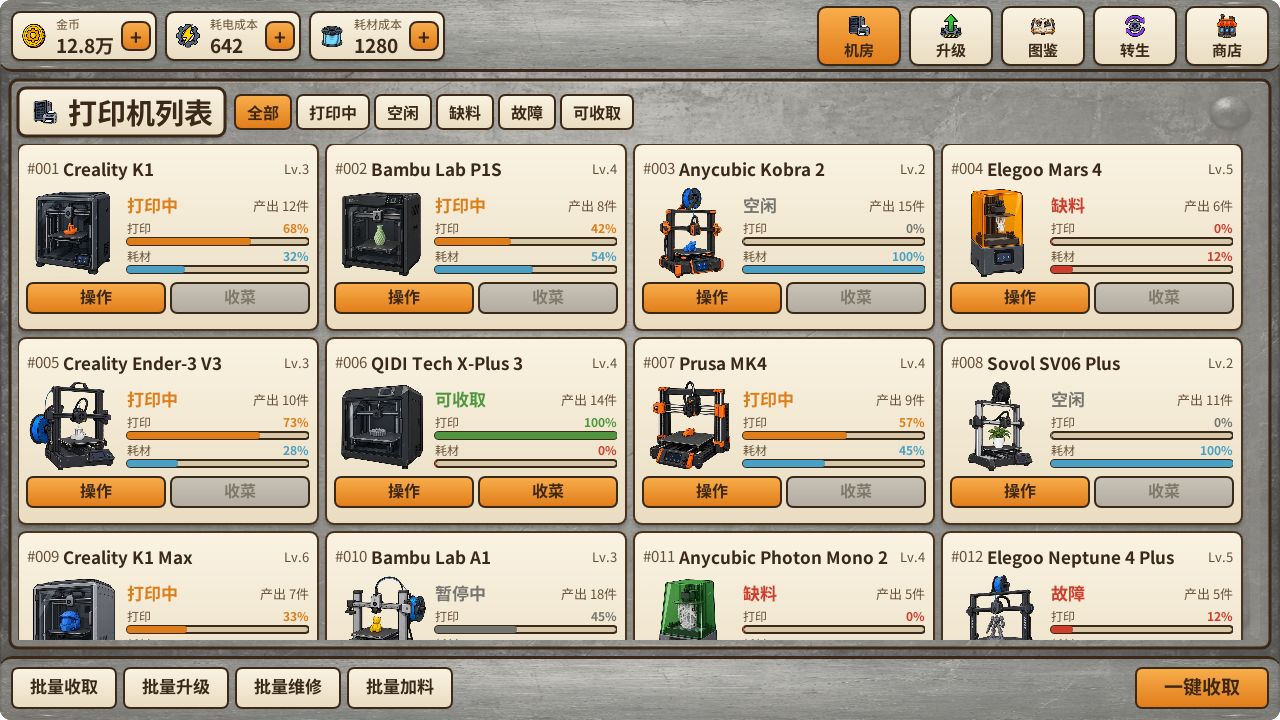 金币
12.8万
+
耗电成本
642
+
耗材成本
1280
+
机房
升级
图鉴
转生
商店
打印机列表
全部
打印中
空闲
缺料
故障
可收取
#001 Creality K1 Lv.3
打印中 产出 12件
打印 68%
耗材 32%
操作 收菜
#002 Bambu Lab P1S Lv.4
打印中 产出 8件
打印 42%
耗材 54%
操作 收菜
#003 Anycubic Kobra 2 Lv.2
空闲 产出 15件
打印 0%
耗材 100%
操作 收菜
#004 Elegoo Mars 4 Lv.5
缺料 产出 6件
打印 0%
耗材 12%
操作 收菜
#005 Creality Ender-3 V3 Lv.3
打印中 产出 10件
打印 73%
耗材 28%
操作 收菜
#006 QIDI Tech X-Plus 3 Lv.4
可收取 产出 14件
打印 100%
耗材 0%
操作 收菜
#007 Prusa MK4 Lv.4
打印中 产出 9件
打印 57%
耗材 45%
操作 收菜
#008 Sovol SV06 Plus Lv.2
空闲 产出 11件
打印 0%
耗材 100%
操作 收菜
#009 Creality K1 Max Lv.6
打印中 产出 7件
打印 33%
#010 Bambu Lab A1 Lv.3
暂停中 产出 18件
打印 45%
#011 Anycubic Photon Mono 2 Lv.4
缺料 产出 5件
打印 0%
#012 Elegoo Neptune 4 Plus Lv.5
故障 产出 5件
打印 12%
批量收取
批量升级
批量维修
批量加料
一键收取